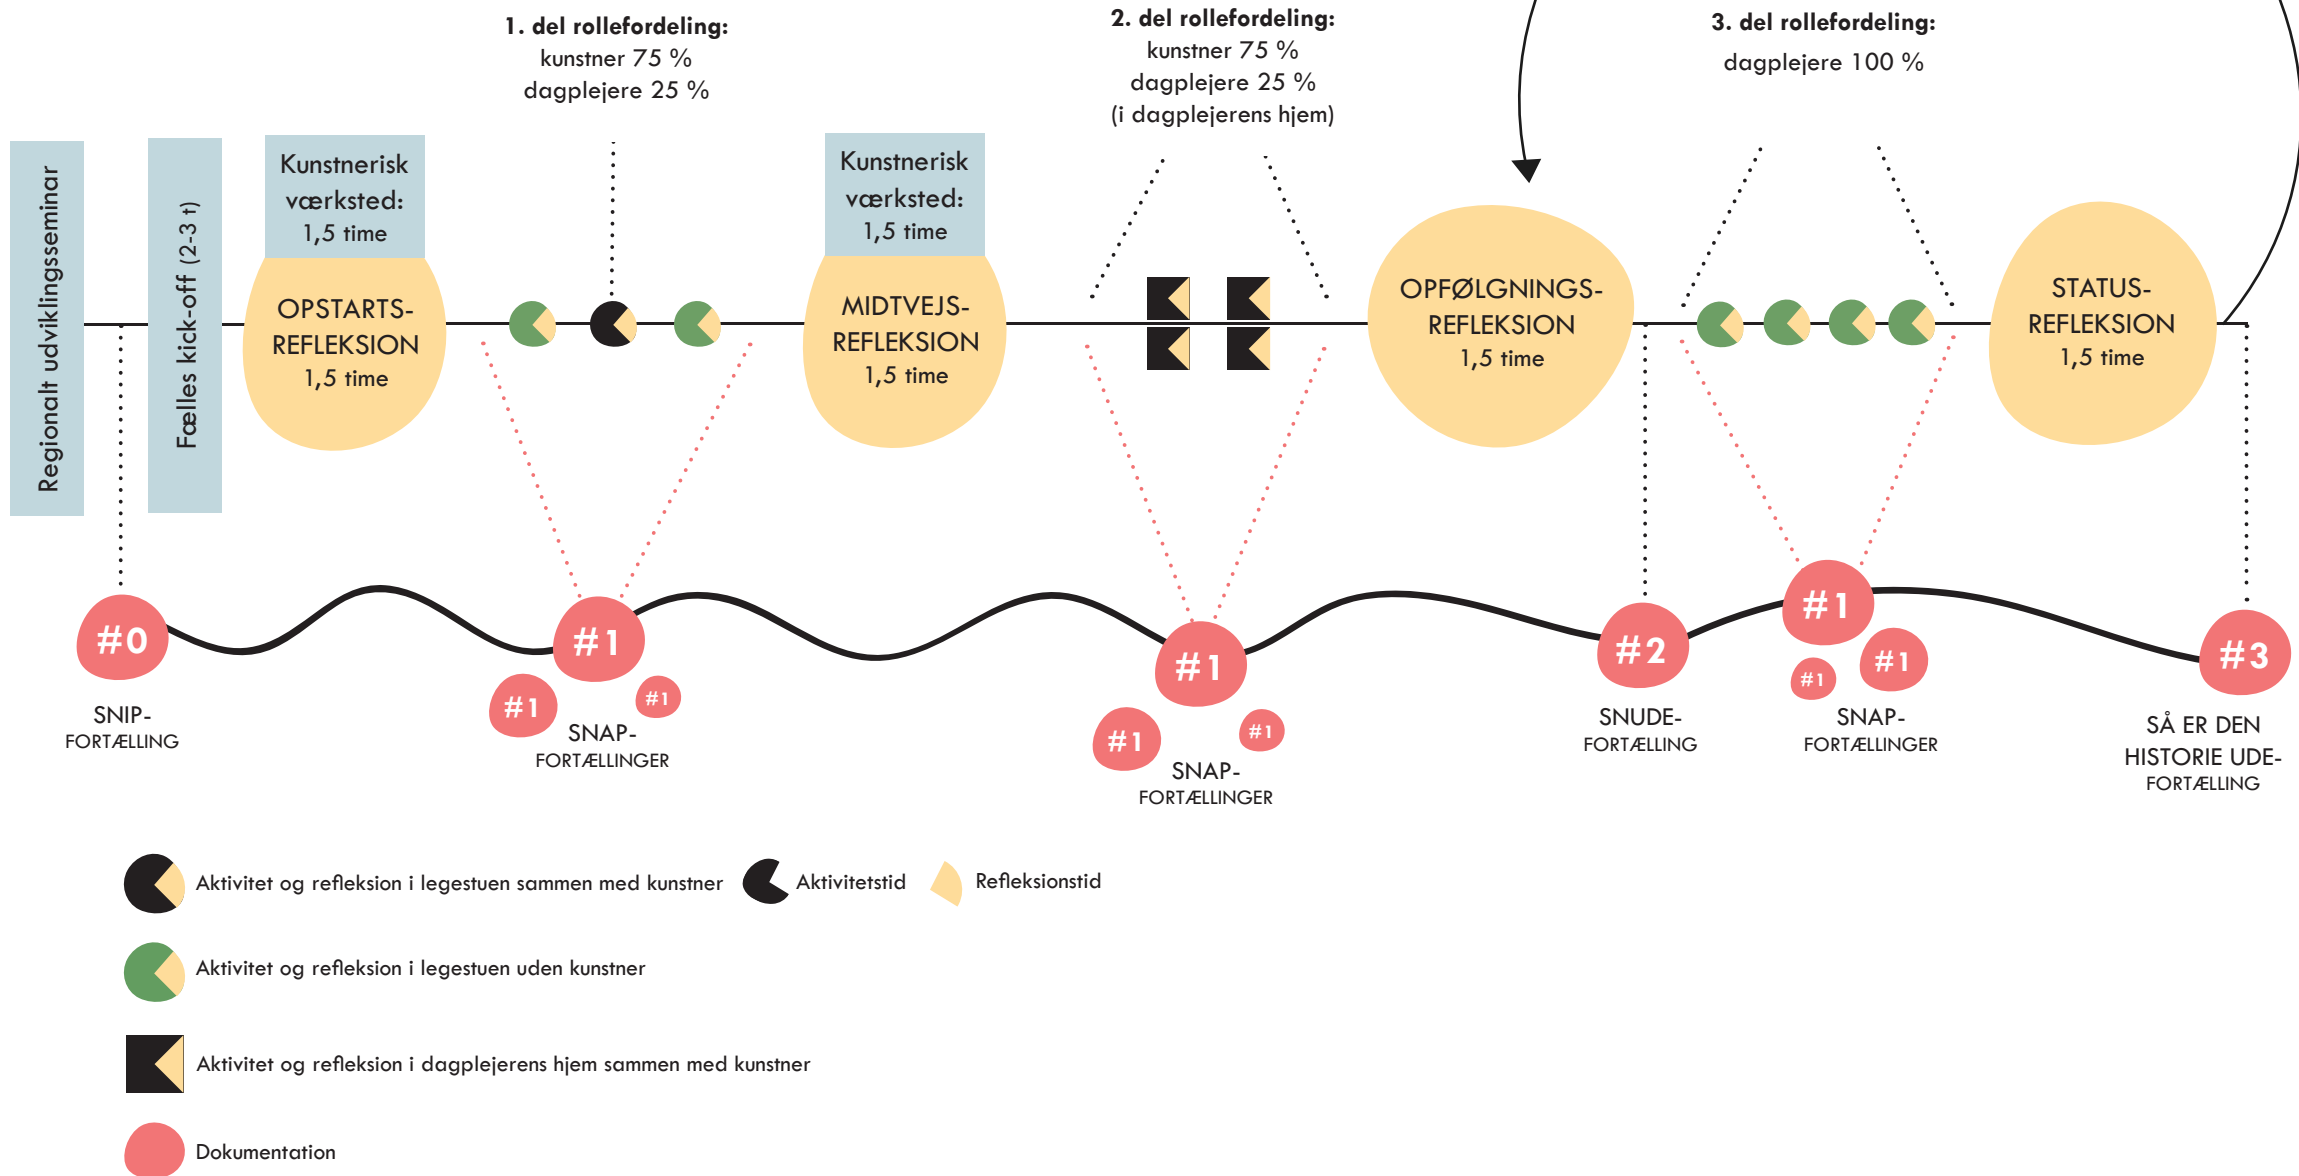 1. del rollefordeling:
kunstner 75 %
dagplejere 25 %
2. del rollefordeling:
kunstner 75 %
dagplejere 25 %
(i dagplejerens hjem)
3. del rollefordeling:
dagplejere 100 %
Regionalt udviklingsseminar
Fælles kick-off (2-3 t)
Kunstnerisk
værksted:
1,5 time
OPSTARTS-
REFLEKSION
1,5 time
Kunstnerisk
værksted:
1,5 time
MIDTVEJS-
REFLEKSION
1,5 time
OPFØLGNINGS-
REFLEKSION
1,5 time
STATUS-
REFLEKSION
1,5 time
#0
SNIP-
FORTÆLLING
#1
#1
#1
SNAP-
FORTÆLLINGER
#1
#1
#1
SNAP-
FORTÆLLINGER
#2
SNUDE-
FORTÆLLING
#1
#1
#1
SNAP-
FORTÆLLINGER
#3
SÅ ER DEN
HISTORIE UDE-
FORTÆLLING
Aktivitet og refleksion i legestuen sammen med kunstner
Aktivitetstid
Refleksionstid
Aktivitet og refleksion i legestuen uden kunstner
Aktivitet og refleksion i dagplejerens hjem sammen med kunstner
Dokumentation